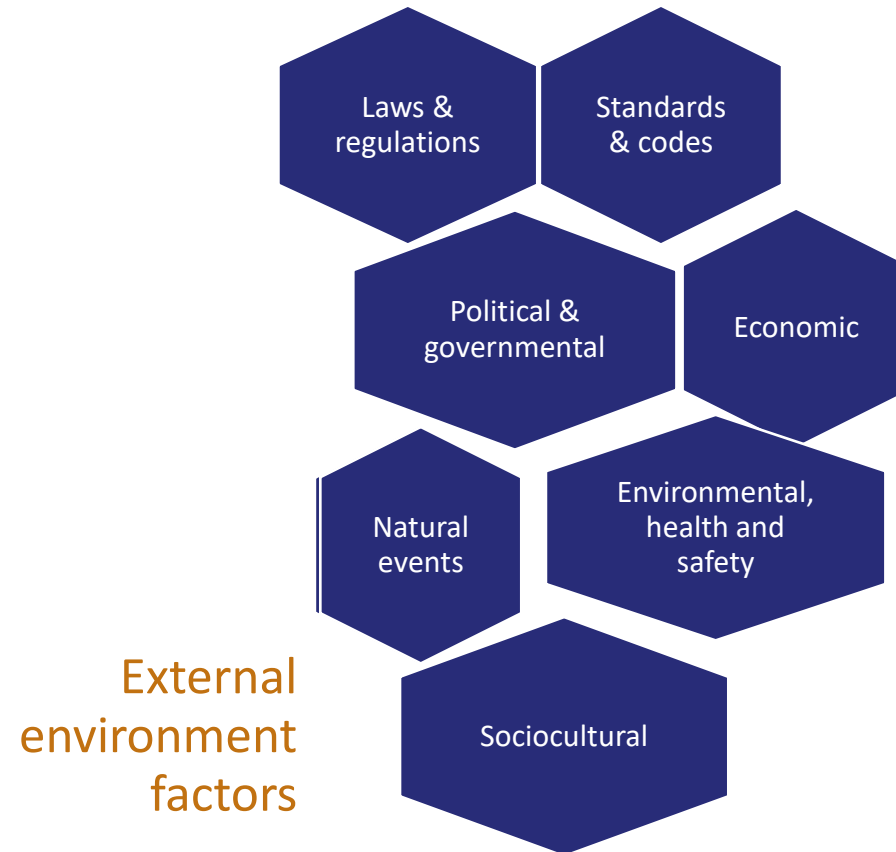 Laws &
regulations
Standards
& codes
Political &
governmental
Economic
Natural
events
Environmental,
health and
safety
Sociocultural
External
environment
factors